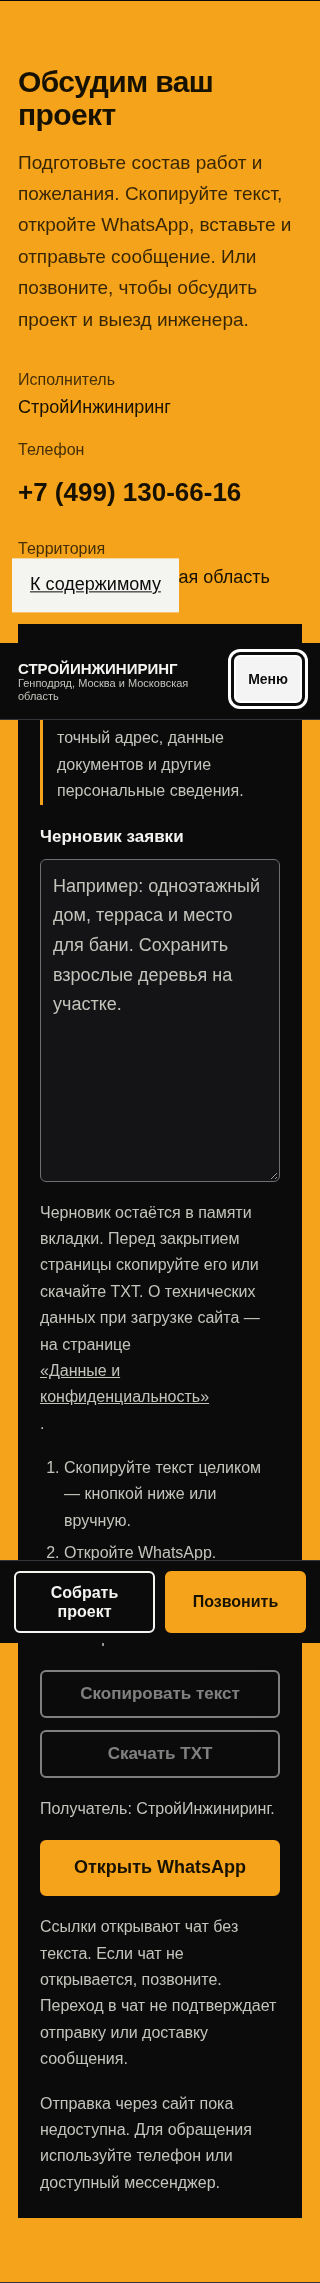 Обсудим ваш
проект
Подготовьте состав работ и
пожелания. Скопируйте текст,
откройте WhatsApp, вставьте и
отправьте сообщение. Или
позвоните, чтобы обсудить
проект и выезд инженера.
Исполнитель
СтройИнжиниринг
Телефон
+7 (499) 130-66-16
Территория
К содержимому
ая область
СТРОЙИНЖИНИРИНГ
Генподряд, Москва и Московская
область
Меню
точный адрес, данные
документов и другие
персональные сведения.
Черновик заявки
Например: одноэтажный
дом, терраса и место
для бани. Сохранить
взрослые деревья на
участке.
Черновик остаётся в памяти
вкладки. Перед закрытием
страницы скопируйте его или
скачайте TXT. О технических
данных при загрузке сайта —
на странице
«Данные и
конфиденциальность»
.
1. Скопируйте текст целиком
— кнопкой ниже или
вручную.
2. Откройте WhatsApp.
Собрать
проект
Позвонить
Скопировать текст
Скачать TXT
Получатель: СтройИнжиниринг.
Открыть WhatsApp
Ссылки открывают чат без
текста. Если чат не
открывается, позвоните.
Переход в чат не подтверждает
отправку или доставку
сообщения.
Отправка через сайт пока
недоступна. Для обращения
используйте телефон или
доступный мессенджер.